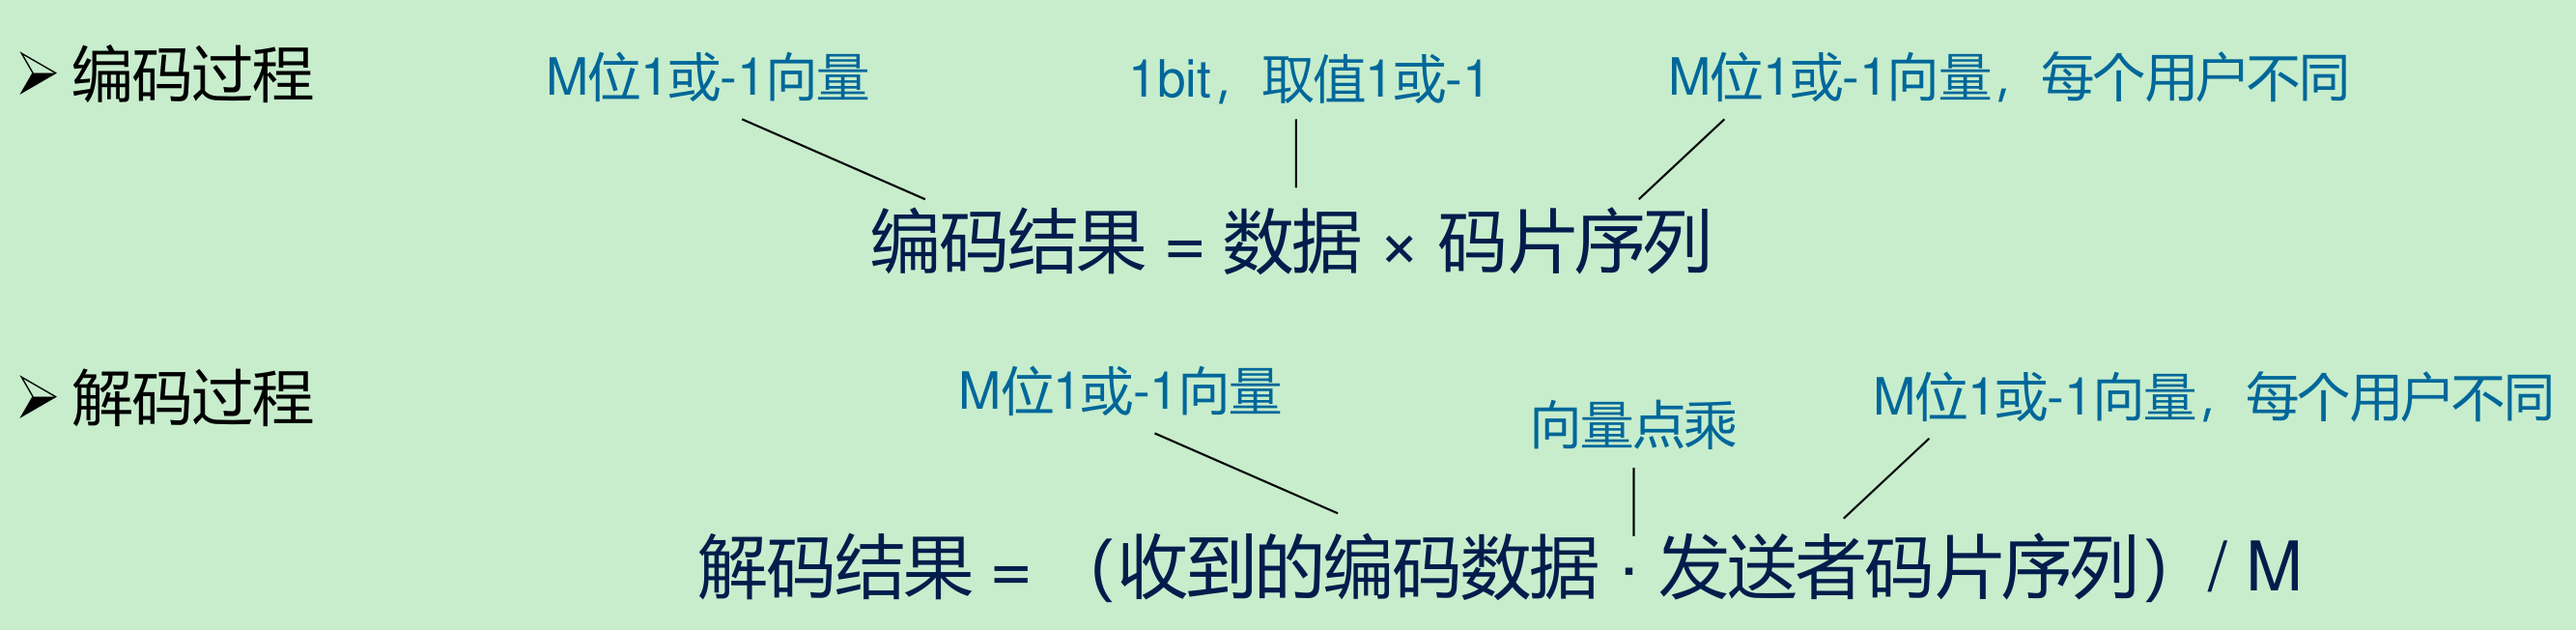 编码过程
M位1或-1向量
1bit，取值1或-1
M位1或-1向量，每个用户不同
编码结果 = 数据 × 码片序列
解码过程
M位1或-1向量
向量点乘
M位1或-1向量，每个用户不同
解码结果 = （收到的编码数据 · 发送者码片序列）/ M